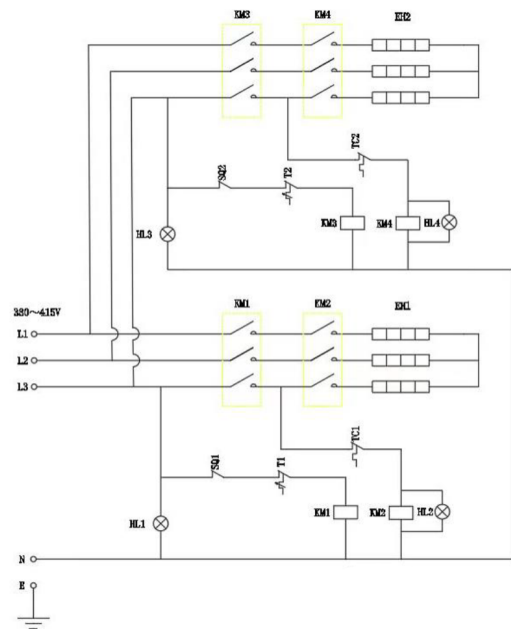 KM3 KM4 EH2
TC2
SQ2 T2
HL3 KM3 KM4 HL4
380~415V
L1 KM1 KM2 EH1
L2
L3
TC1
SQ1 T1
HL1 KM1 KM2 HL2
N
E